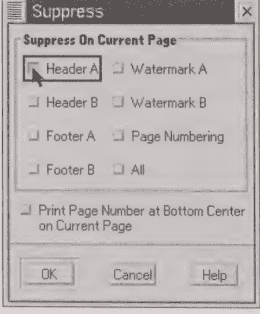 Suppress
Suppress On Current Page
Header A Watermark A
Header B Watermark B
Footer A Page Numbering
Footer B All
Print Page Number at Bottom Center
on Current Page
OK Cancel Help